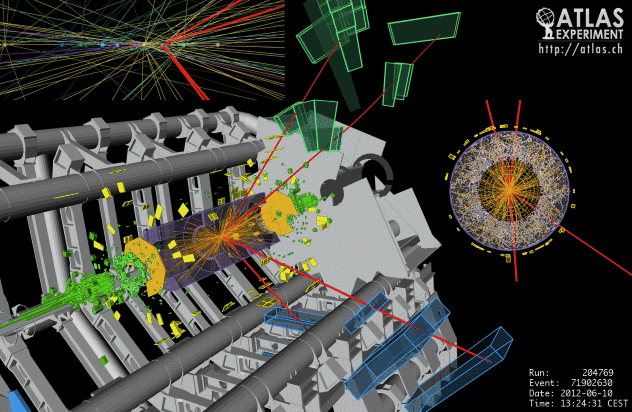 ATLAS
EXPERIMENT
http://atlas.ch
Run: 204769
Event: 71902630
Date: 2012-06-10
Time: 13:24:31 CEST